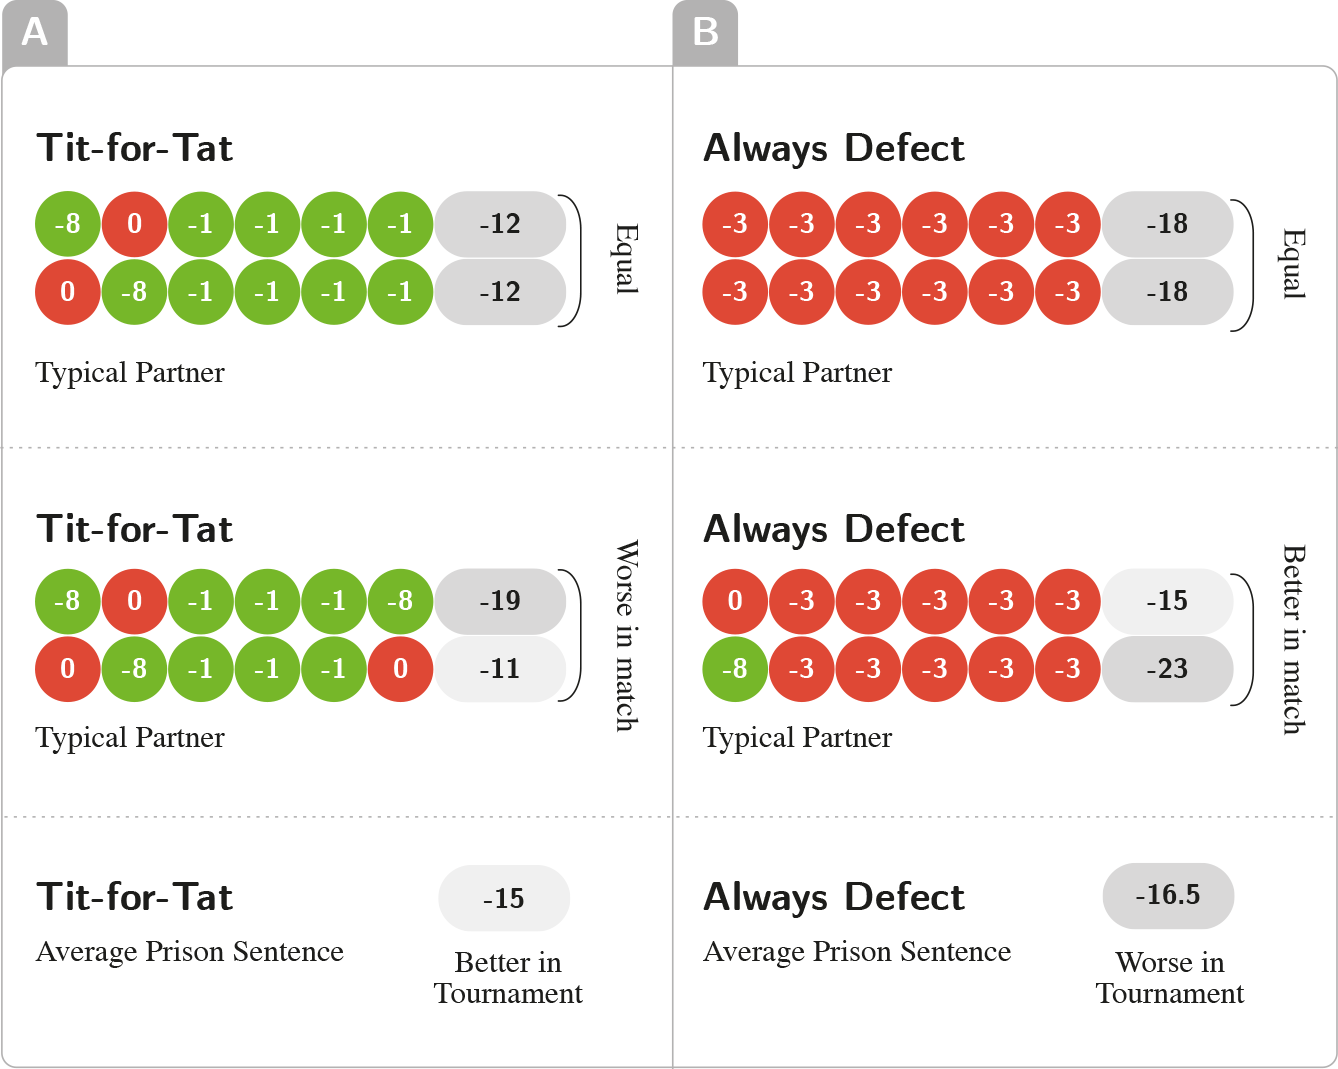 A
Tit-for-Tat
-8 0 -1 -1 -1 -1 -12
0 -8 -1 -1 -1 -1 -12
Equal
Typical Partner
Tit-for-Tat
-8 0 -1 -1 -1 -8 -19
0 -8 -1 -1 -1 0 -11
Worse in match
Typical Partner
Tit-for-Tat
-15
Average Prison Sentence
Better in
Tournament
B
Always Defect
-3 -3 -3 -3 -3 -3 -18
-3 -3 -3 -3 -3 -3 -18
Equal
Typical Partner
Always Defect
0 -3 -3 -3 -3 -3 -15
-8 -3 -3 -3 -3 -3 -23
Better in match
Typical Partner
Always Defect
-16.5
Average Prison Sentence
Worse in
Tournament